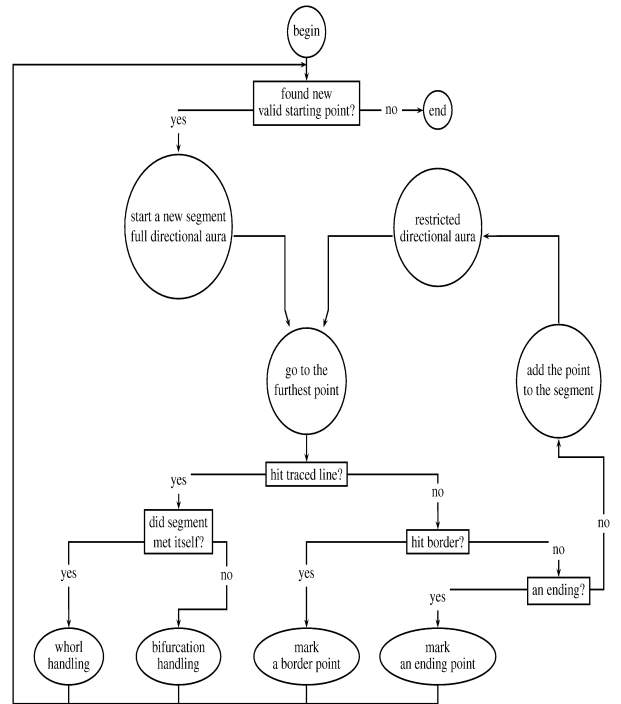 begin
found new
valid starting point?
no
end
yes
start a new segment
full directional aura
restricted
directional aura
go to the
furthest point
add the point
to the segment
hit traced line?
yes
no
did segment
met itself?
hit border?
no
no
yes
no
yes
an ending?
yes
whorl
handling
bifurcation
handling
mark
a border point
mark
an ending point